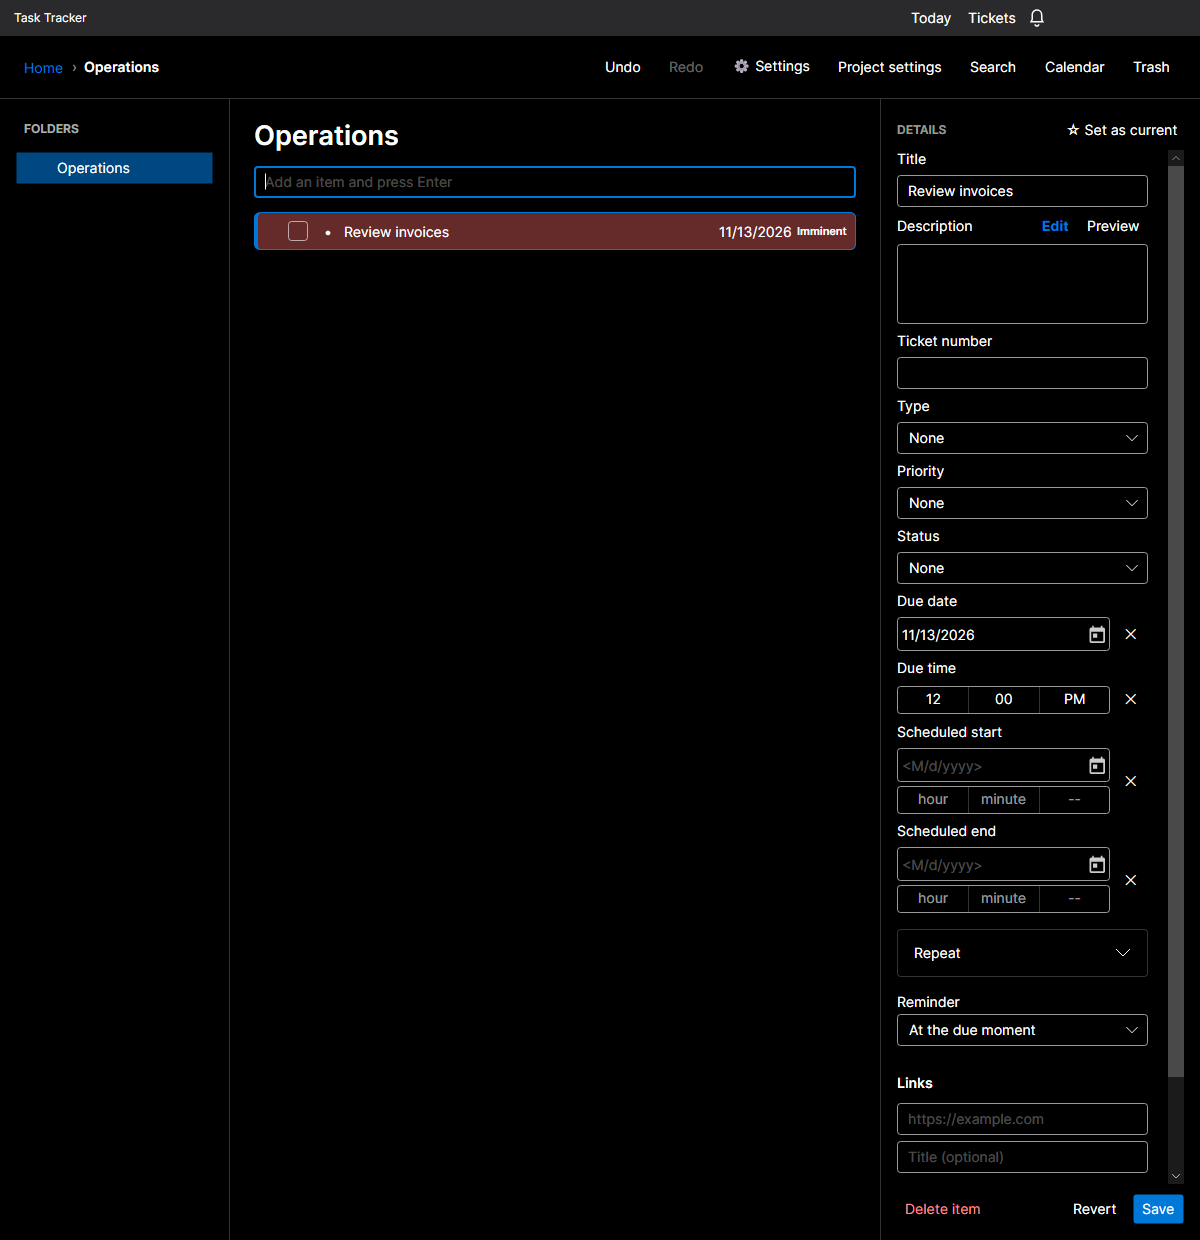 Task Tracker
Today Tickets
Home › Operations
Undo Redo Settings Project settings Search Calendar Trash
FOLDERS
Operations
Operations
Add an item and press Enter
• Review invoices 11/13/2026 Imminent
DETAILS
☆ Set as current
Title
Review invoices
Description Edit Preview
Ticket number
Type
None
Priority
None
Status
None
Due date
11/13/2026
Due time
12 00 PM
Scheduled start
<M/d/yyyy>
hour minute --
Scheduled end
<M/d/yyyy>
hour minute --
Repeat
Reminder
At the due moment
Links
https://example.com
Title (optional)
Delete item Revert Save